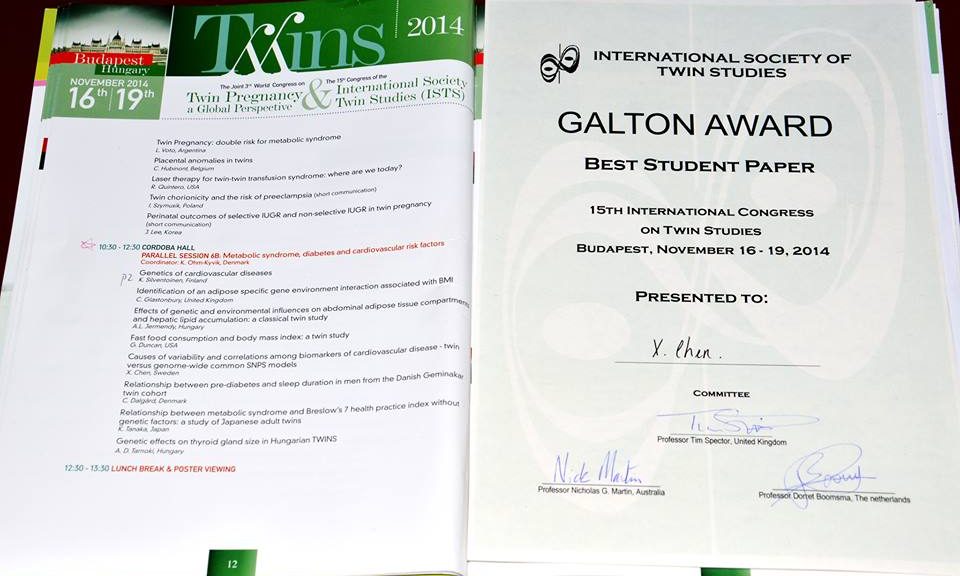 Budapest
Hungary
NOVEMBER 2014
16th 19th
Twins 2014
The Joint 3rd World Congress on
Twin Pregnancy
a Global Perspective
&
The 15th Congress of the
International Society
Twin Studies (ISTS)
Twin Pregnancy: double risk for metabolic syndrome
L. Voto, Argentina
Placental anomalies in twins
C. Hubinont, Belgium
Laser therapy for twin-twin transfusion syndrome: where are we today?
R. Quintero, USA
Twin chorionicity and the risk of preeclampsia (short communication)
I. Szymusik, Poland
Perinatal outcomes of selective IUGR and non-selective IUGR in twin pregnancy
(short communication)
J. Lee, Korea
10:30 - 12:30 CORDOBA HALL
PARALLEL SESSION 6B: Metabolic syndrome, diabetes and cardiovascular risk factors
Coordinator: K. Ohm-Kyvik, Denmark
p2
Genetics of cardiovascular diseases
K. Silventoinen, Finland
Identification of an adipose specific gene environment interaction associated with BMI
C. Glastonbury, United Kingdom
Effects of genetic and environmental influences on abdominal adipose tissue compartments
and hepatic lipid accumulation: a classical twin study
A.L. Jermendy, Hungary
Fast food consumption and body mass index: a twin study
G. Duncan, USA
Causes of variability and correlations among biomarkers of cardiovascular disease - twin
versus genome-wide common SNPS models
X. Chen, Sweden
Relationship between pre-diabetes and sleep duration in men from the Danish Geminakar
twin cohort
C. Dalgård, Denmark
Relationship between metabolic syndrome and Breslow's 7 health practice index without
genetic factors: a study of Japanese adult twins
K. Tanaka, Japan
Genetic effects on thyroid gland size in Hungarian TWINS
A. D. Tarnoki, Hungary
12:30 - 13:30 LUNCH BREAK & POSTER VIEWING
12
INTERNATIONAL SOCIETY OF
TWIN STUDIES
GALTON AWARD
BEST STUDENT PAPER
15TH INTERNATIONAL CONGRESS
ON TWIN STUDIES
BUDAPEST, NOVEMBER 16 - 19, 2014
PRESENTED TO:
X. Chen.
COMMITTEE
Professor Tim Spector, United Kingdom
Nick Martin
Professor Nicholas G. Martin, Australia
Professor Dorret Boomsma, The netherlands